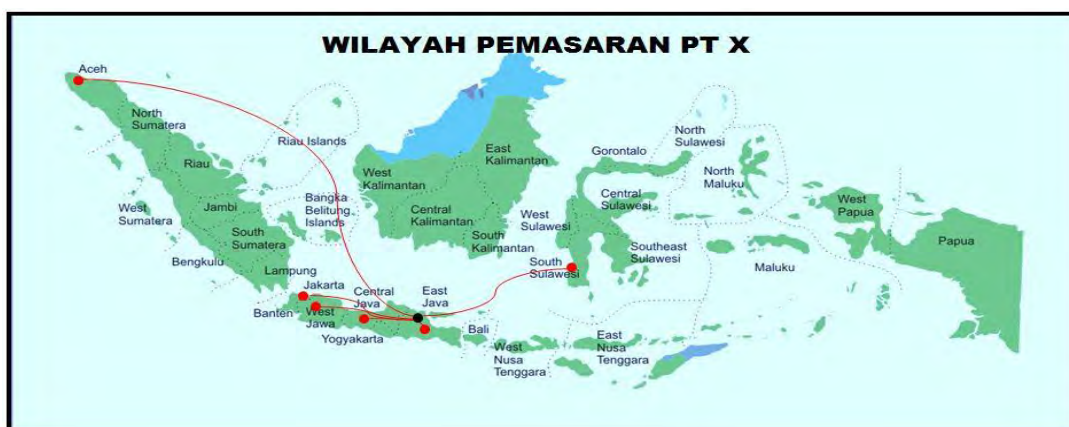 WILAYAH PEMASARAN PT X
Aceh
North
Sumatera
Riau Islands
Riau
West
Sumatera
Jambi
Bangka
Belitung
Islands
South
Sumatera
Bengkulu
Lampung
Jakarta
Banten
West
Jawa
Central
Java
Yogyakarta
East
Java
Bali
West
Nusa
Tenggara
East
Nusa
Tenggara
West
Kalimantan
Central
Kalimantan
East
Kalimantan
South
Kalimantan
West
Sulawesi
South
Sulawesi
Central
Sulawesi
Southeast
Sulawesi
Gorontalo
North
Sulawesi
North
Maluku
Maluku
West
Papua
Papua